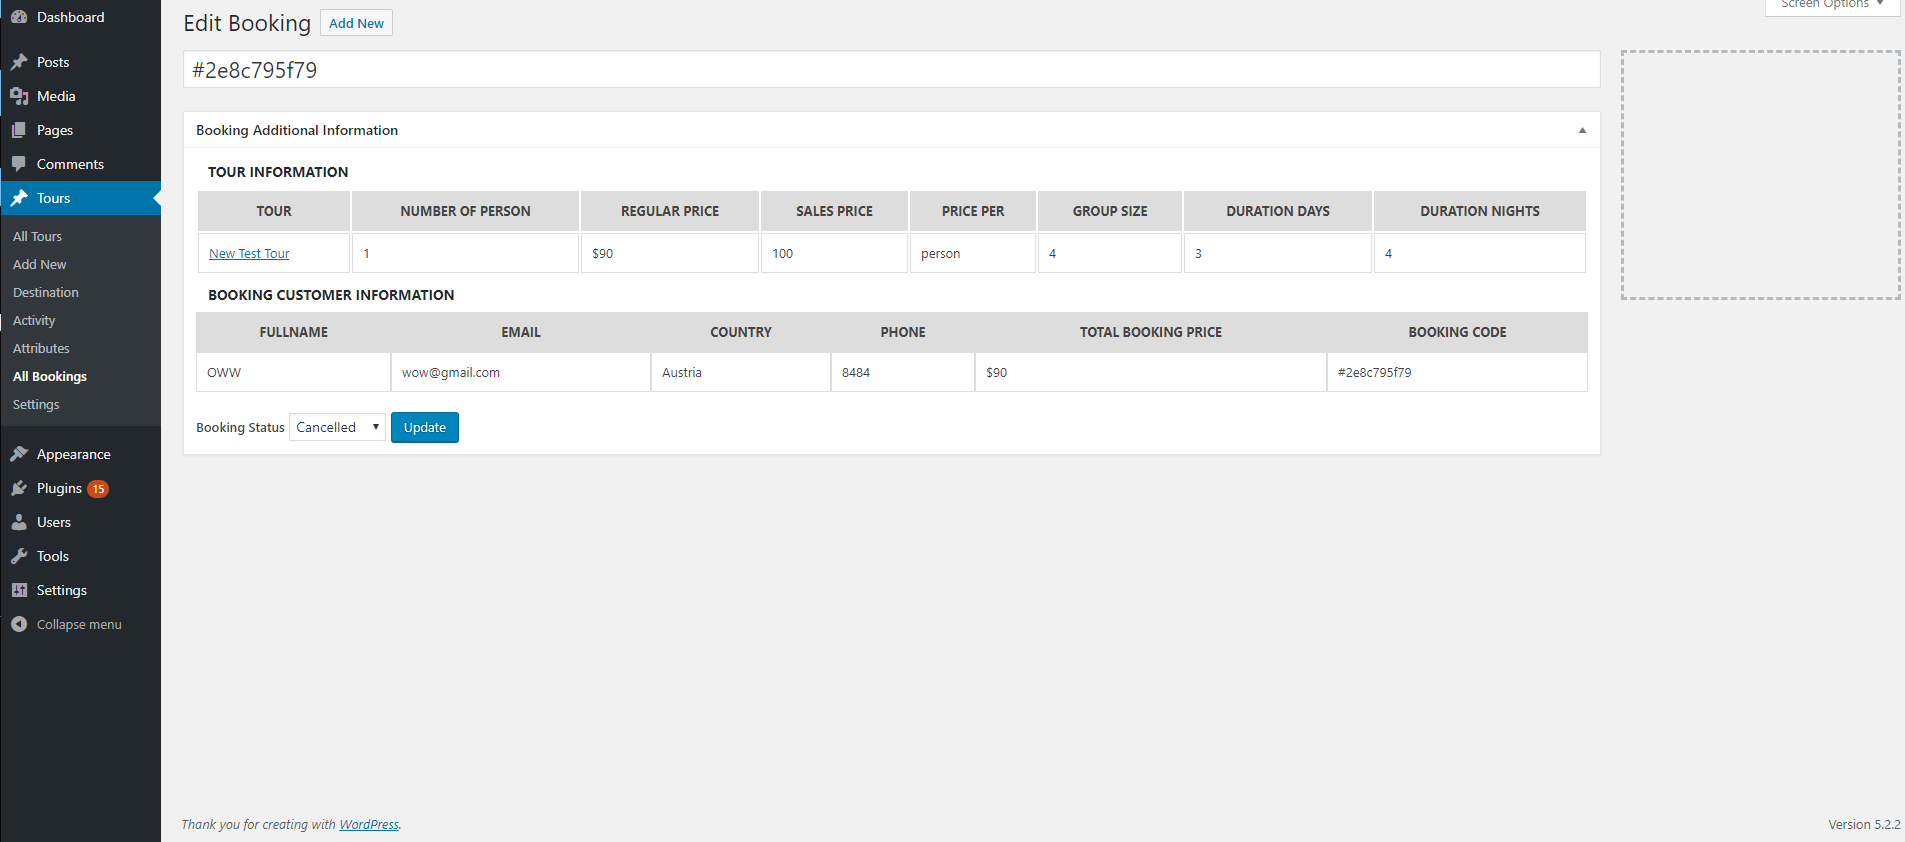 Dashboard
Posts
Media
Pages
Comments
Tours
All Tours
Add New
Destination
Activity
Attributes
All Bookings
Settings
Appearance
Plugins 15
Users
Tools
Settings
Collapse menu
Screen Options
Edit Booking Add New
#2e8c795f79
Booking Additional Information
TOUR INFORMATION
TOUR NUMBER OF PERSON REGULAR PRICE SALES PRICE PRICE PER GROUP SIZE DURATION DAYS DURATION NIGHTS
New Test Tour 1 $90 100 person 4 3 4
BOOKING CUSTOMER INFORMATION
FULLNAME EMAIL COUNTRY PHONE TOTAL BOOKING PRICE BOOKING CODE
OWW wow@gmail.com Austria 8484 $90 #2e8c795f79
Booking Status Cancelled Update
Thank you for creating with WordPress. Version 5.2.2